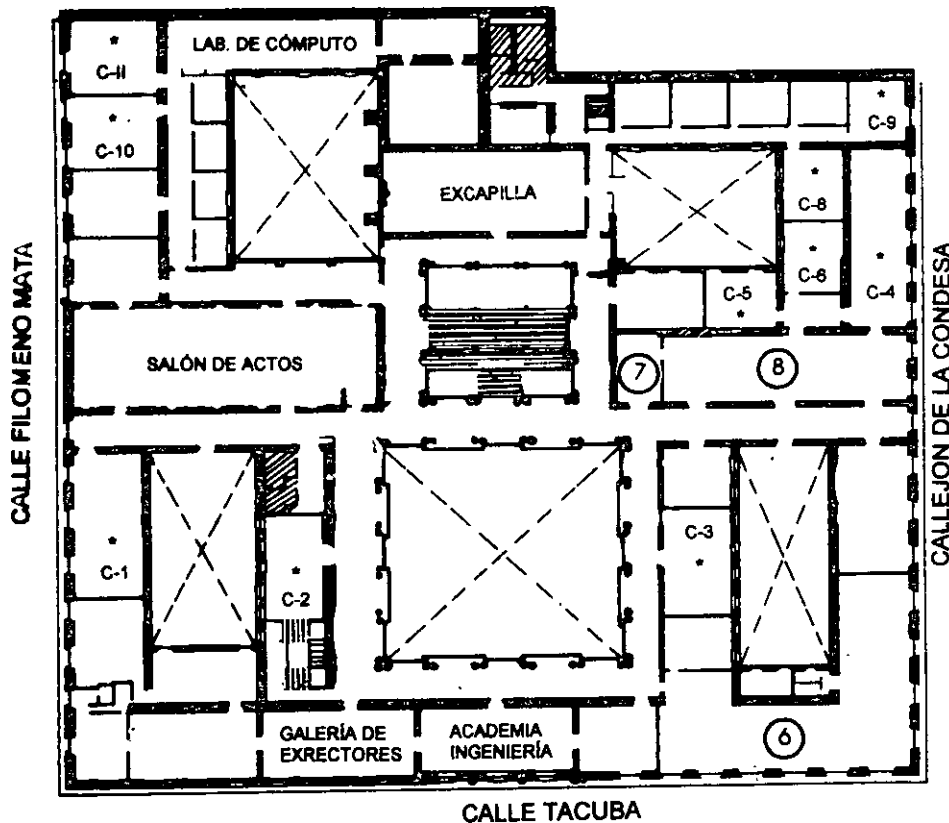 LAB. DE CÓMPUTO
*
C-II
*
C-9
*
C-10
EXCAPILLA
*
C-8
*
C-6
*
C-4
C-5
*
SALÓN DE ACTOS
7
8
CALLE FILOMENO MATA
CALLEJON DE LA CONDESA
*
C-1
*
C-2
C-3
*
GALERÍA DE
EXRECTORES
ACADEMIA
INGENIERÍA
6
CALLE TACUBA